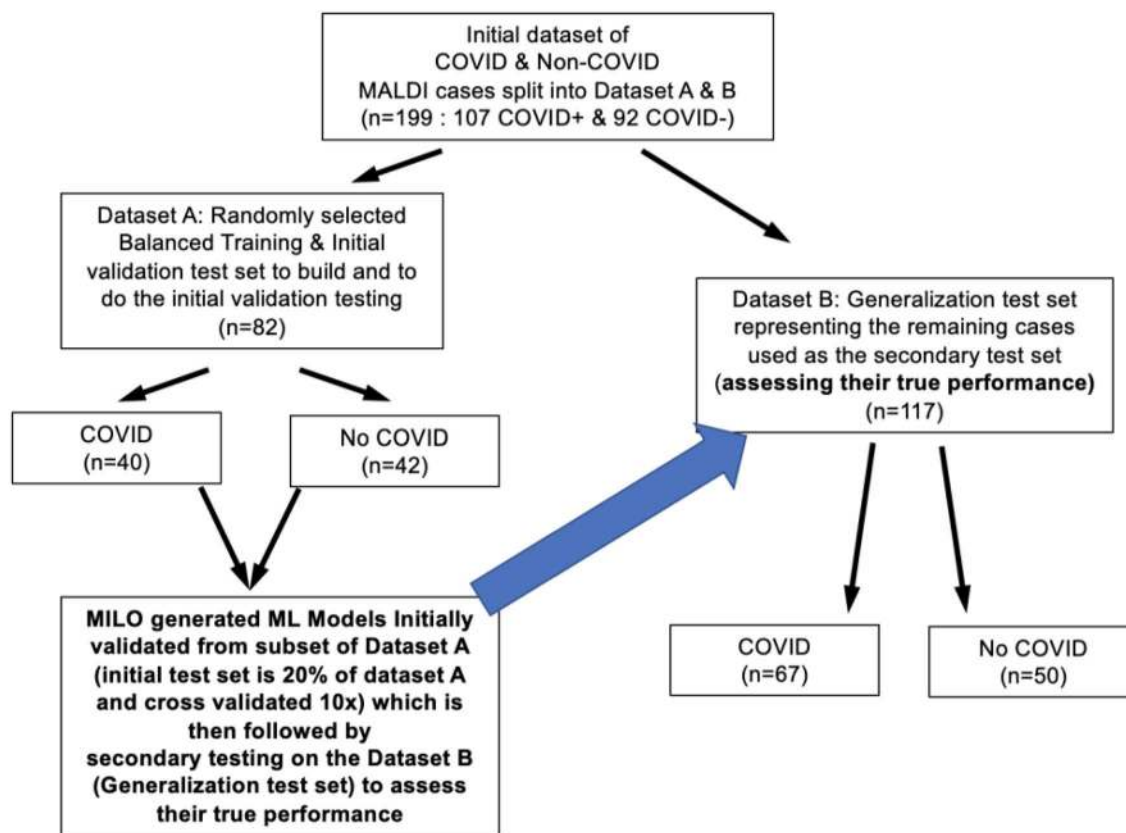 Initial dataset of
COVID & Non-COVID
MALDI cases split into Dataset A & B
(n=199 : 107 COVID+ & 92 COVID-)
Dataset A: Randomly selected
Balanced Training & Initial
validation test set to build and to
do the initial validation testing
(n=82)
Dataset B: Generalization test set
representing the remaining cases
used as the secondary test set
(assessing their true performance)
(n=117)
COVID
(n=40)
No COVID
(n=42)
MILO generated ML Models Initially
validated from subset of Dataset A
(initial test set is 20% of dataset A
and cross validated 10x) which is
then followed by
secondary testing on the Dataset B
(Generalization test set) to assess
their true performance
COVID
(n=67)
No COVID
(n=50)